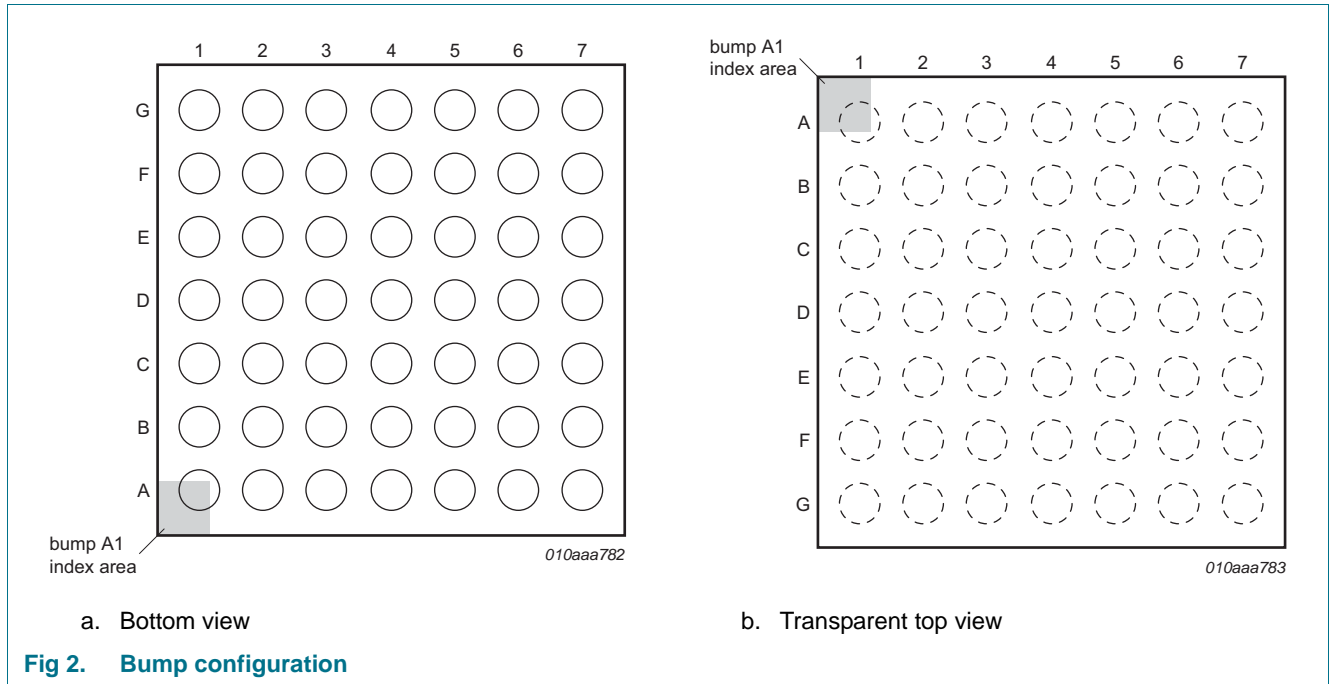 1 2 3 4 5 6 7
G
F
E
D
C
B
A
bump A1
index area
010aaa782
a. Bottom view
bump A1
index area
1 2 3 4 5 6 7
A
B
C
D
E
F
G
010aaa783
b. Transparent top view
Fig 2. Bump configuration